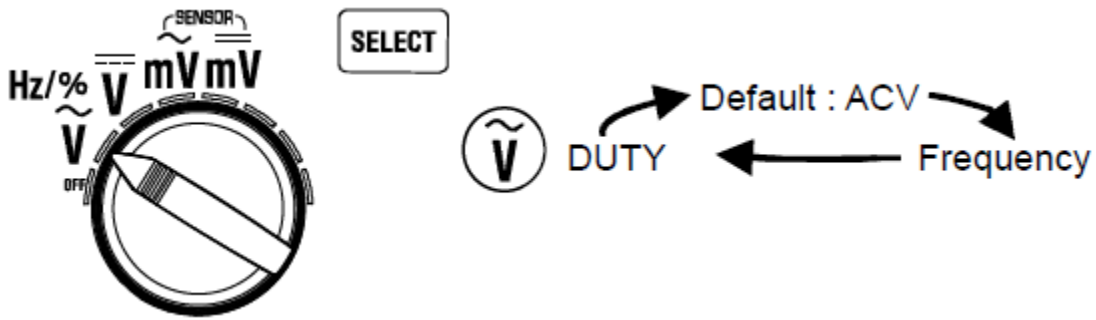 SENSOR
SELECT
Hz/% ⎓ ~ mV ⎓ mV
~ V
V
OFF
~ V
Default : ACV
DUTY
Frequency